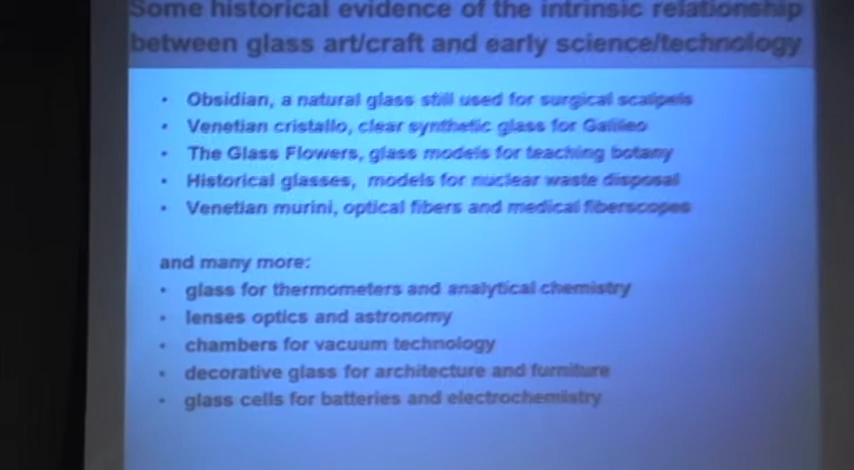 Some historical evidence of the intrinsic relationship
between glass art/craft and early science/technology
• Obsidian, a natural glass still used for surgical scalpels
• Venetian cristallo, clear synthetic glass for Galileo
• The Glass Flowers, glass models for teaching botany
• Historical glasses, models for nuclear waste disposal
• Venetian murini, optical fibers and medical fiberscopes
and many more:
• glass for thermometers and analytical chemistry
• lenses optics and astronomy
• chambers for vacuum technology
• decorative glass for architecture and furniture
• glass cells for batteries and electrochemistry